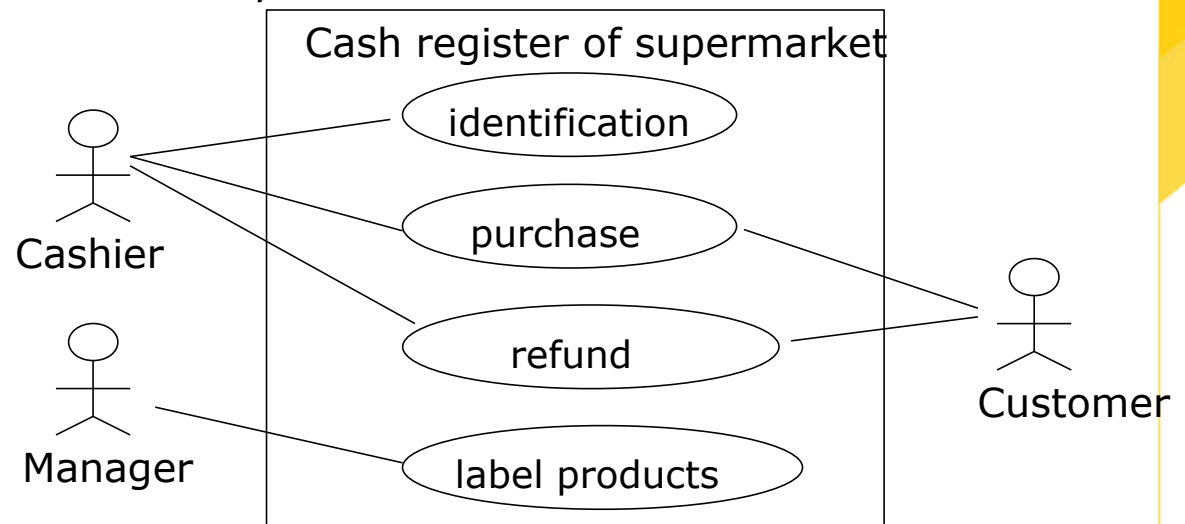 Cash register of supermarket
identification
purchase
Cashier
refund
Customer
Manager
label products